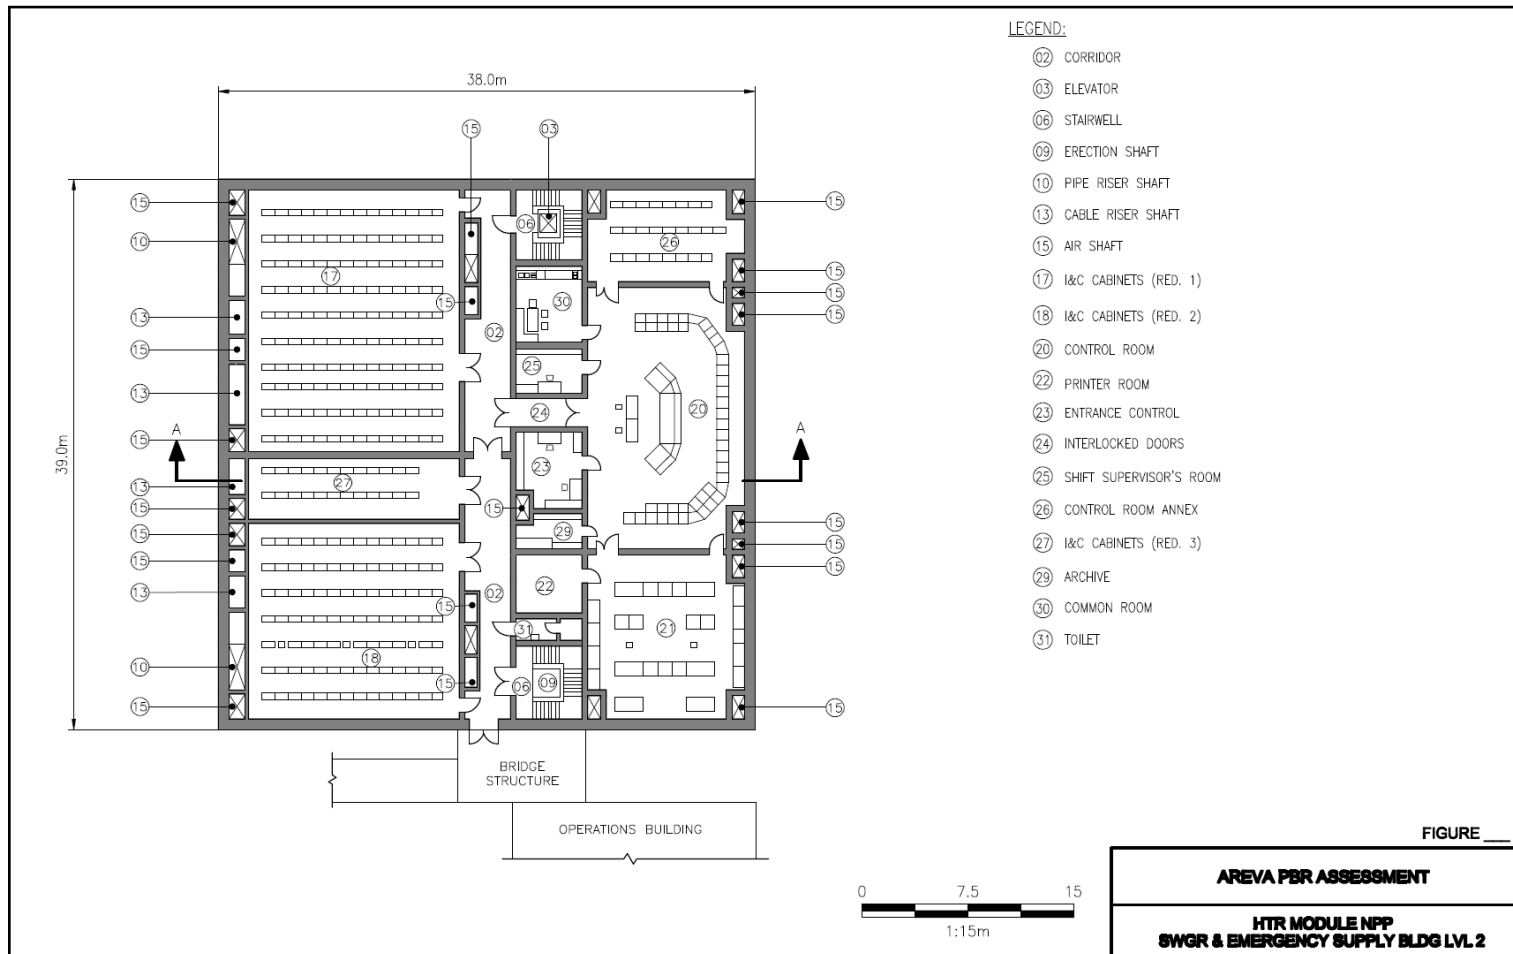 LEGEND:
02 CORRIDOR
03 ELEVATOR
06 STAIRWELL
09 ERECTION SHAFT
10 PIPE RISER SHAFT
13 CABLE RISER SHAFT
15 AIR SHAFT
17 I&C CABINETS (RED. 1)
18 I&C CABINETS (RED. 2)
20 CONTROL ROOM
22 PRINTER ROOM
23 ENTRANCE CONTROL
24 INTERLOCKED DOORS
25 SHIFT SUPERVISOR'S ROOM
26 CONTROL ROOM ANNEX
27 I&C CABINETS (RED. 3)
29 ARCHIVE
30 COMMON ROOM
31 TOILET
38.0m
39.0m
15 03
15
10
13
15
13
15
13
15
15
15
13
10
15
17
27
18
15
02
15
02
15
15
06
30
25
24
23
29
22
31
06 09
26
20
21
15
15
15
15
15
15
15
15
A A
BRIDGE
STRUCTURE
OPERATIONS BUILDING
0 7.5 15
1:15m
FIGURE ___
AREVA PBR ASSESSMENT
HTR MODULE NPP
SWGR & EMERGENCY SUPPLY BLDG LVL 2